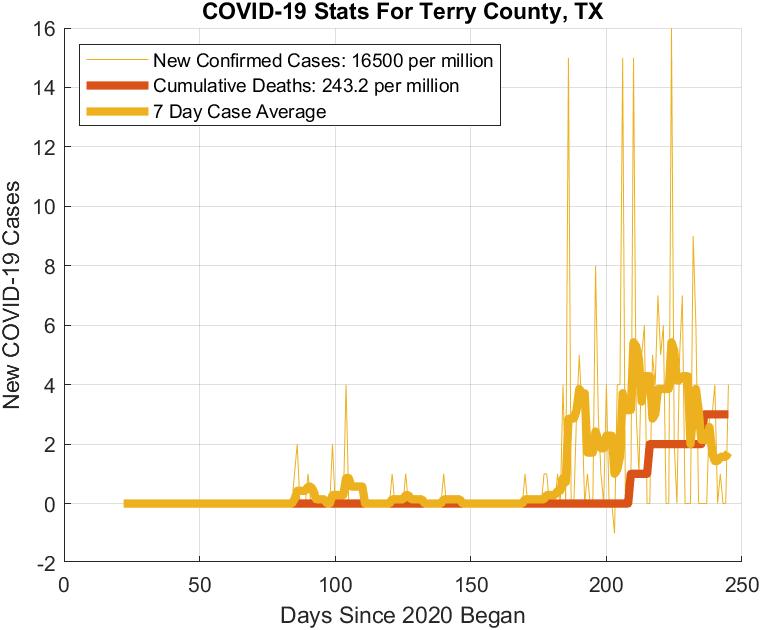 COVID-19 Stats For Terry County, TX
New Confirmed Cases: 16500 per million
Cumulative Deaths: 243.2 per million
7 Day Case Average
16
14
12
10
8
6
4
2
0
-2
0
50
100
150
200
250
New COVID-19 Cases
Days Since 2020 Began